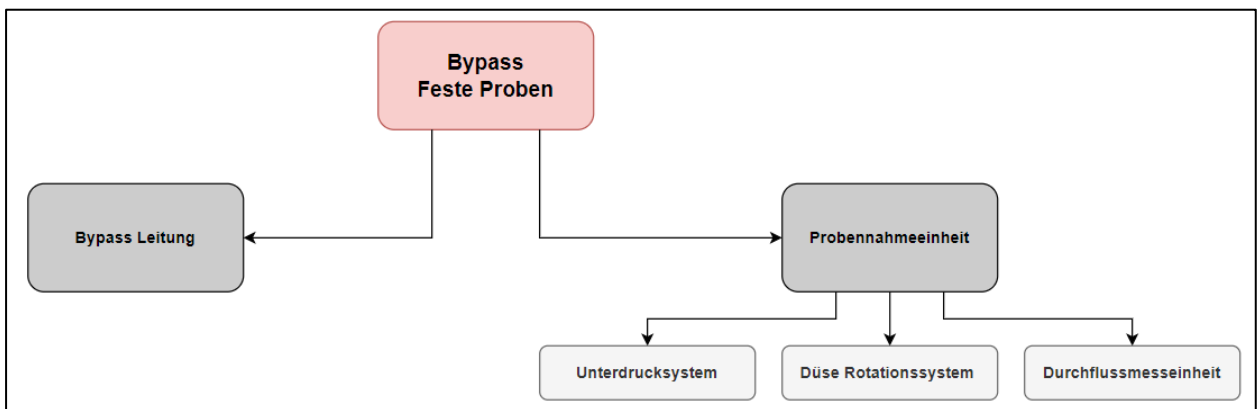 Bypass
Feste Proben
Bypass Leitung
Probennahmeeinheit
Unterdrucksystem
Düse Rotationssystem
Durchflussmesseinheit